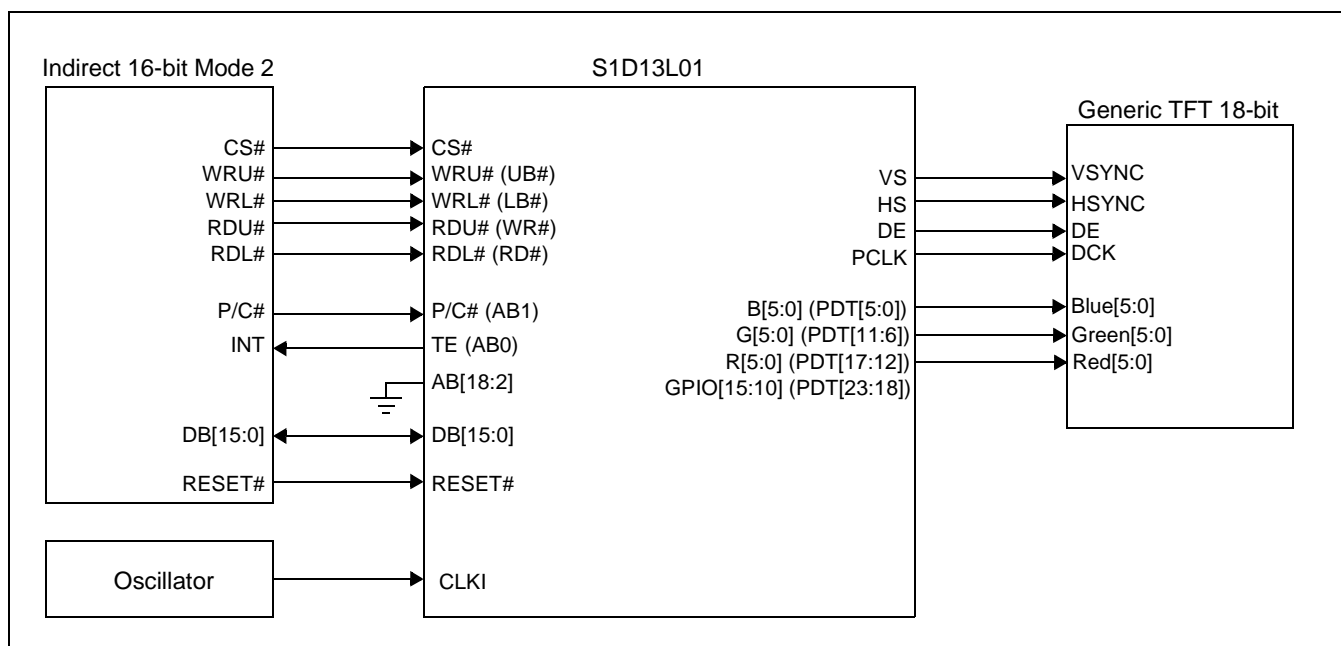 Indirect 16-bit Mode 2
CS#
WRU#
WRL#
RDU#
RDL#
P/C#
INT
DB[15:0]
RESET#
Oscillator
S1D13L01
CS#
WRU# (UB#)
WRL# (LB#)
RDU# (WR#)
RDL# (RD#)
P/C# (AB1)
TE (AB0)
AB[18:2]
DB[15:0]
RESET#
CLKI
VS
HS
DE
PCLK
B[5:0] (PDT[5:0])
G[5:0] (PDT[11:6])
R[5:0] (PDT[17:12])
GPIO[15:10] (PDT[23:18])
Generic TFT 18-bit
VSYNC
HSYNC
DE
DCK
Blue[5:0]
Green[5:0]
Red[5:0]